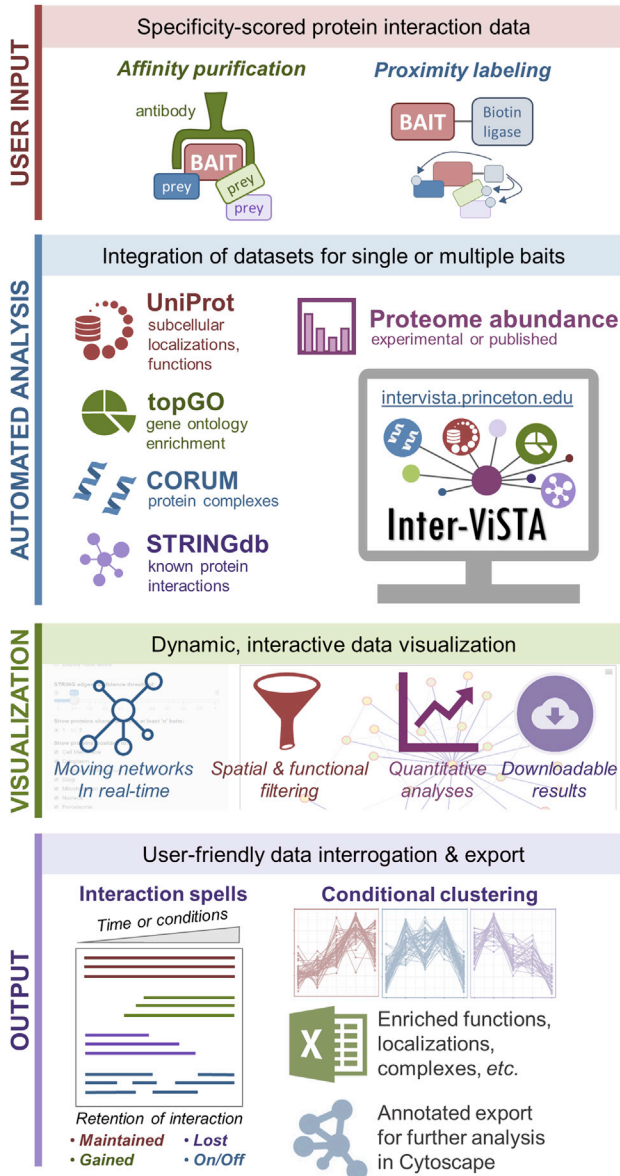 USER INPUT
Specificity-scored protein interaction data
Affinity purification
antibody
BAIT
prey
prey
prey
Proximity labeling
BAIT
Biotin
ligase
AUTOMATED ANALYSIS
Integration of datasets for single or multiple baits
UniProt
subcellular
localizations,
functions
topGO
gene ontology
enrichment
CORUM
protein complexes
STRINGdb
known protein
interactions
Proteome abundance
experimental or published
intervista.princeton.edu
Inter-ViSTA
VISUALIZATION
Dynamic, interactive data visualization
Moving networks
In real-time
Spatial & functional
filtering
Quantitative
analyses
Downloadable
results
OUTPUT
User-friendly data interrogation & export
Interaction spells
Time or conditions
Retention of interaction
• Maintained
• Lost
• Gained
• On/Off
Conditional clustering
X
Enriched functions,
localizations,
complexes, etc.
Annotated export
for further analysis
in Cytoscape